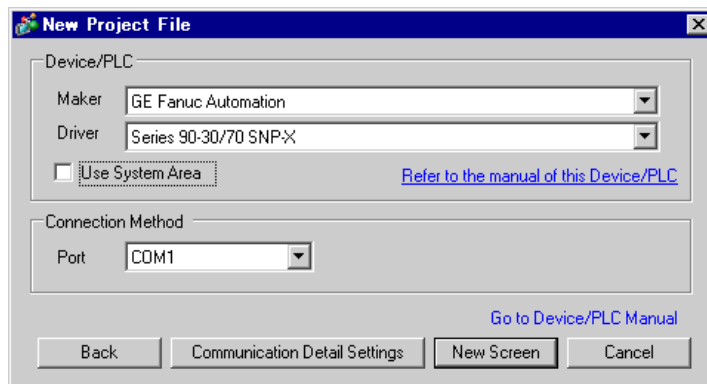 New Project File
Device/PLC
Maker GE Fanuc Automation
Driver Series 90-30/70 SNP-X
Use System Area Refer to the manual of this Device/PLC
Connection Method
Port COM1
Go to Device/PLC Manual
Back Communication Detail Settings New Screen Cancel